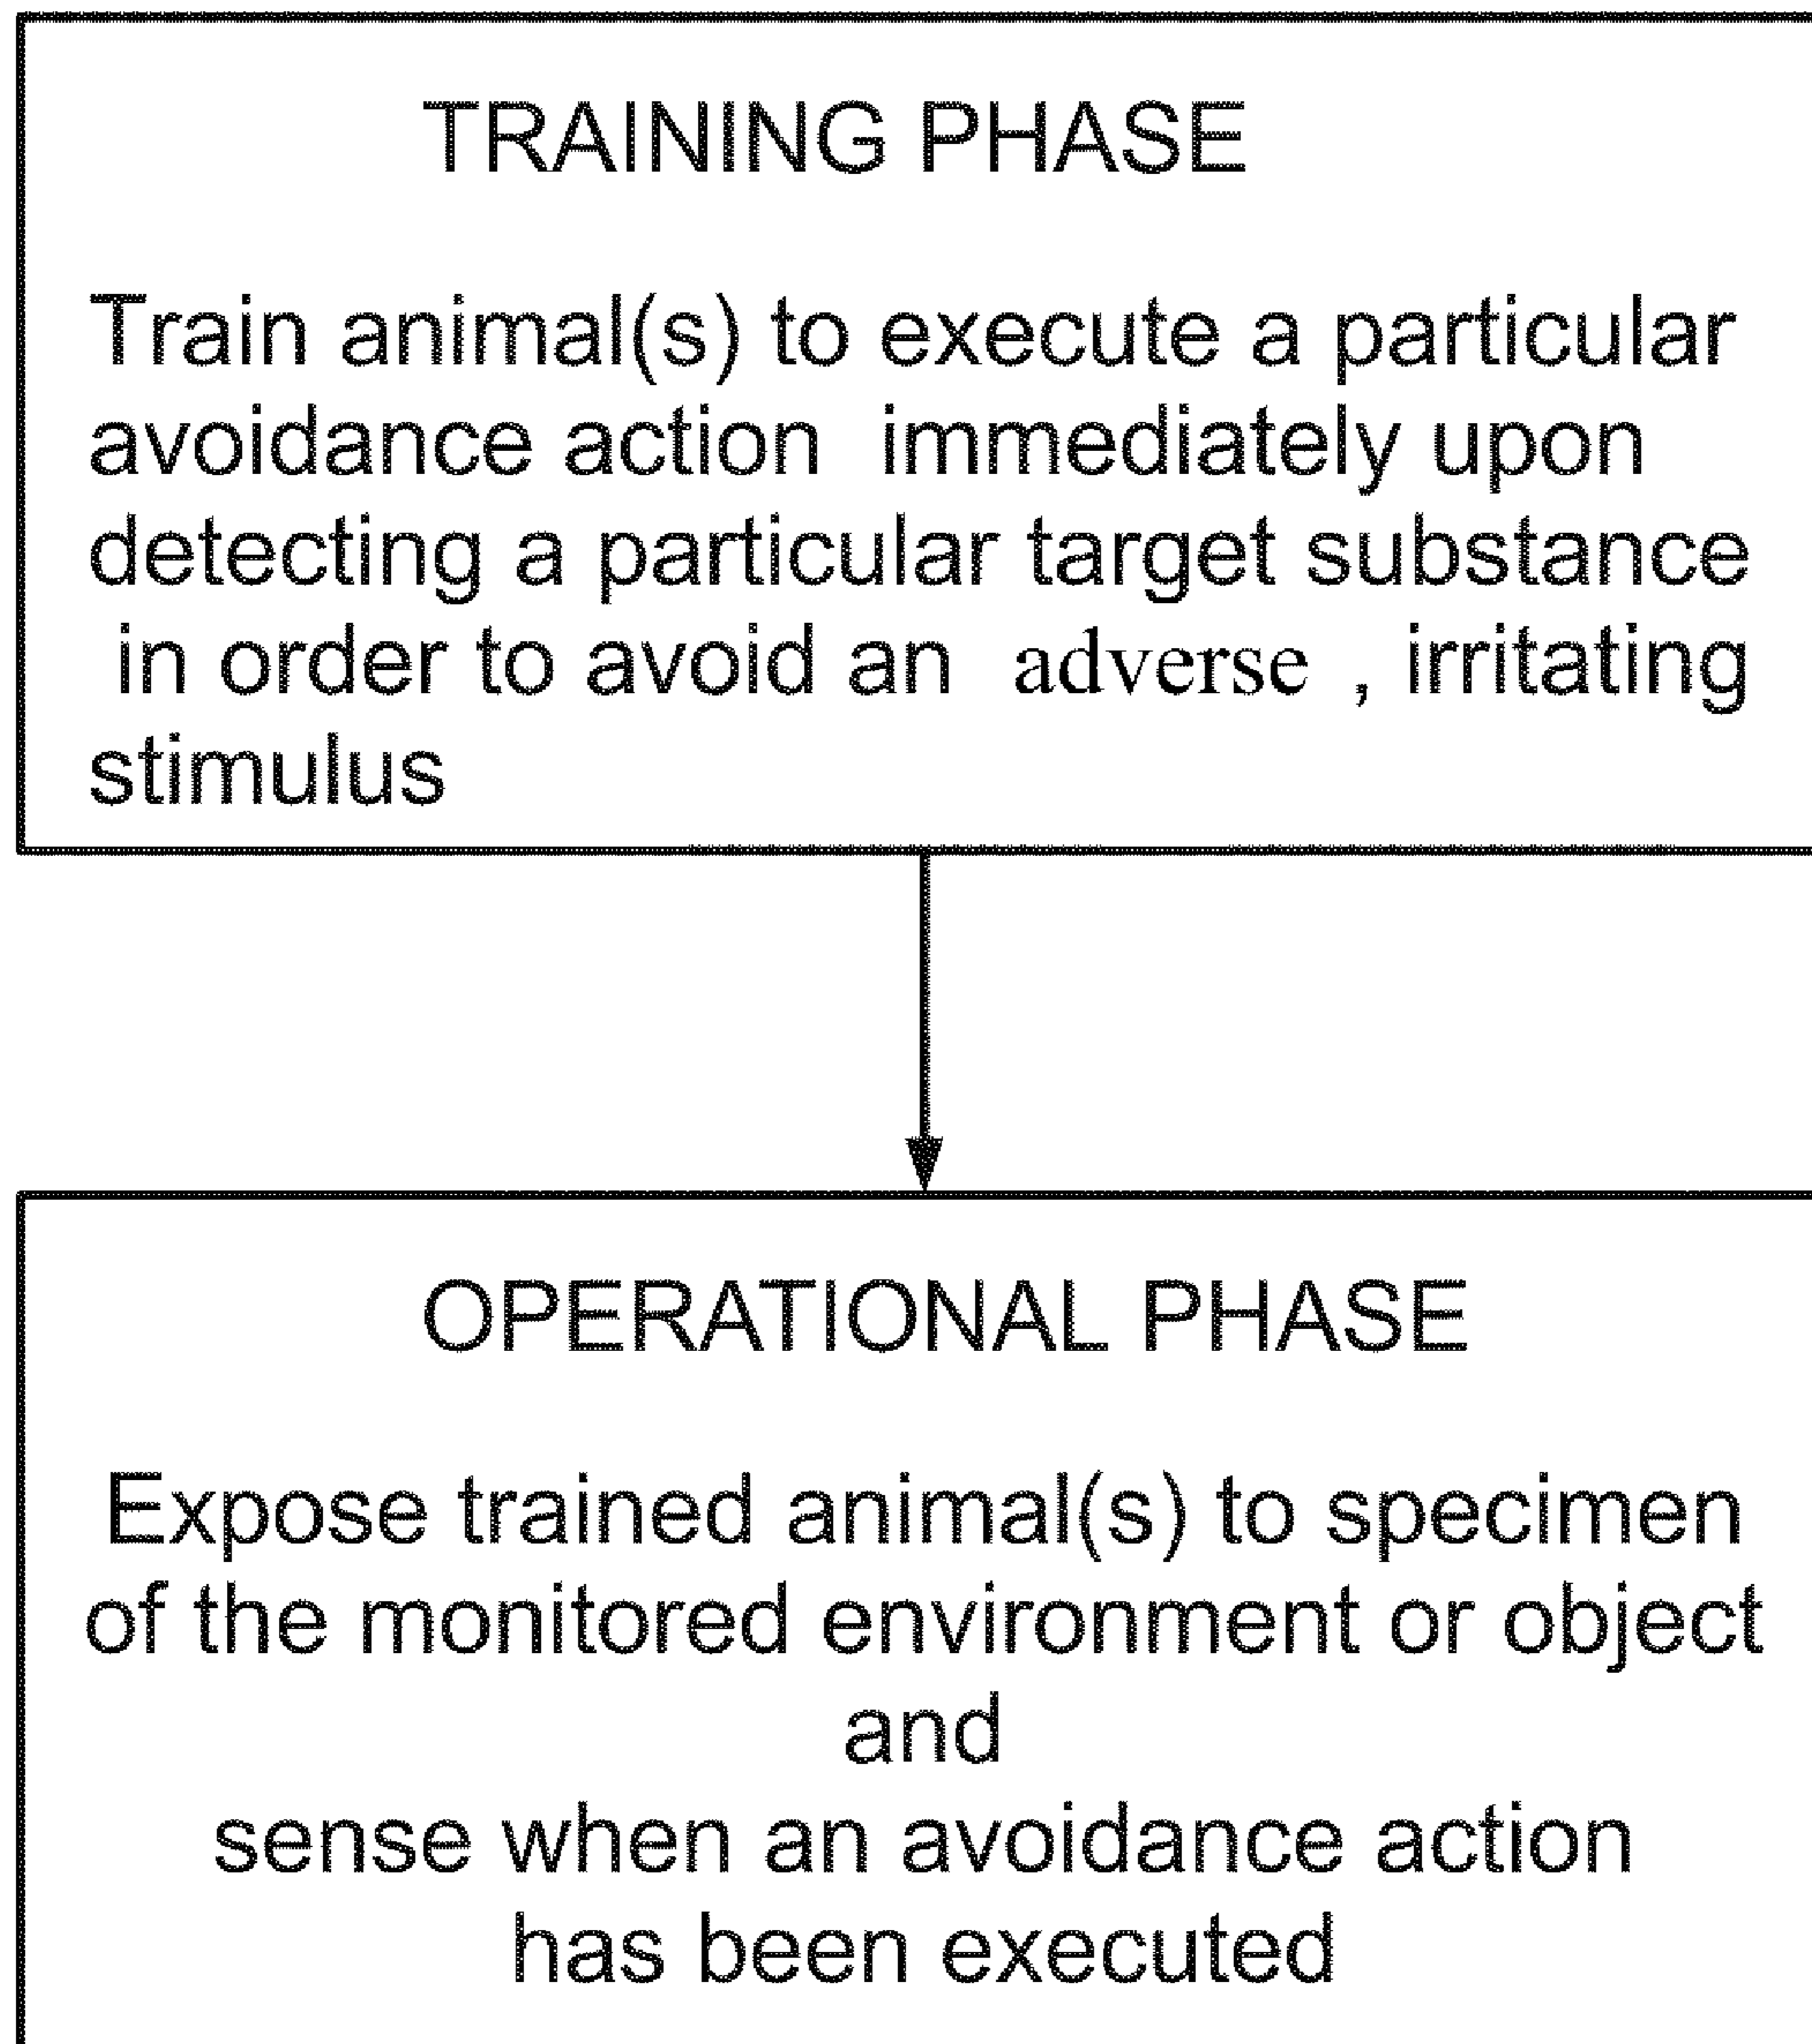 TRAINING PHASE
Train animal(s) to execute a particular
avoidance action immediately upon
detecting a particular target substance
in order to avoid an adverse , irritating
stimulus
OPERATIONAL PHASE
Expose trained animal(s) to specimen
of the monitored environment or object
and
sense when an avoidance action
has been executed